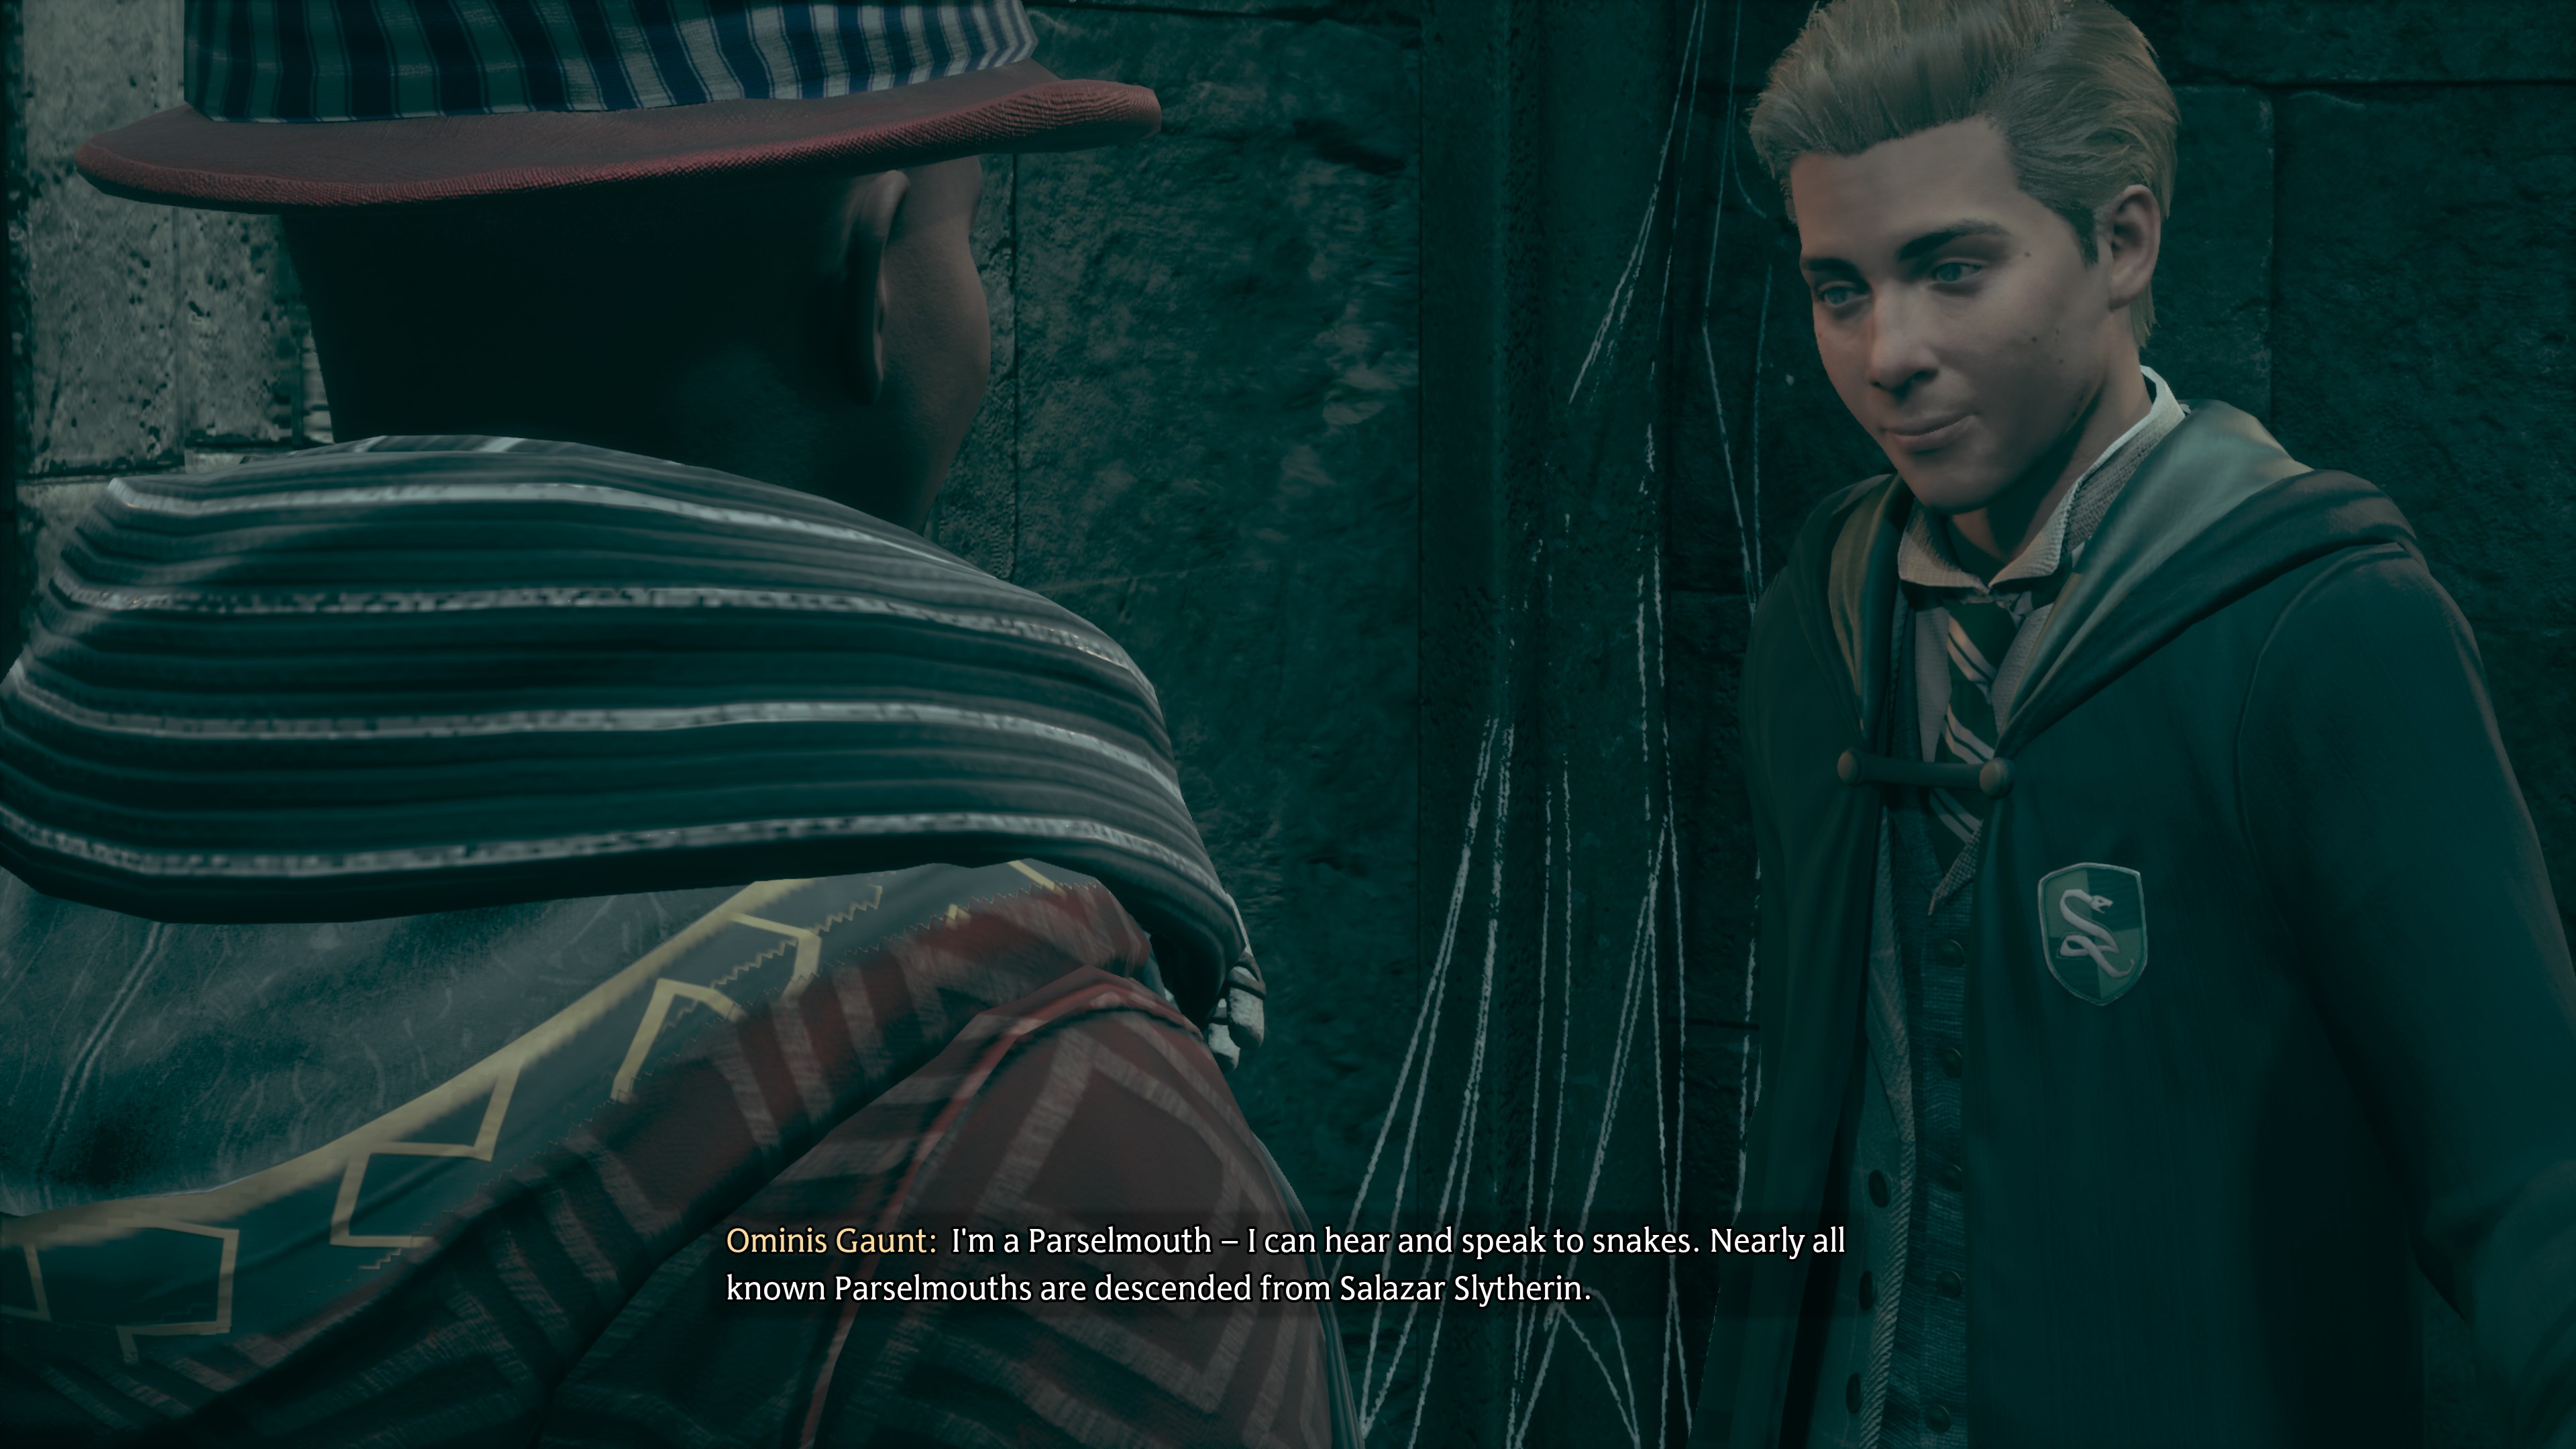 Ominis Gaunt: I'm a Parselmouth – I can hear and speak to snakes. Nearly all
known Parselmouths are descended from Salazar Slytherin.